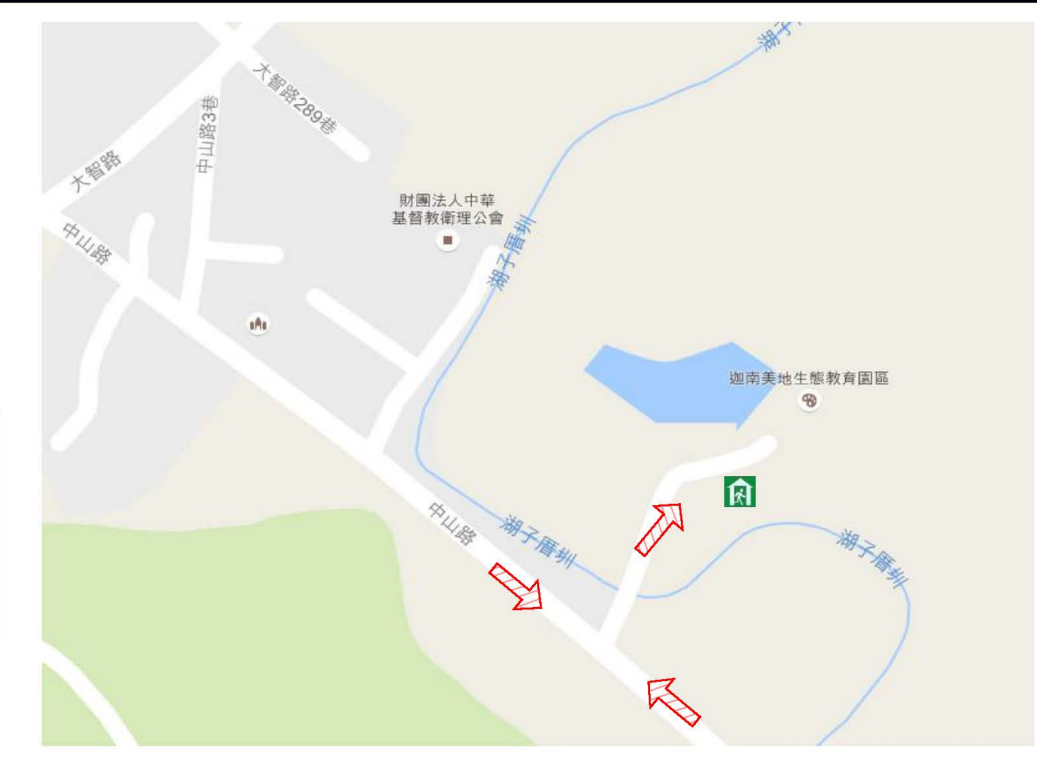 湖子厝圳
大智路289巷
中山路3巷
大智路
財團法人中華
基督教衛理公會
中山路
湖子厝圳
迦南美地生態教育園區
中山路
湖子厝圳
湖子厝圳